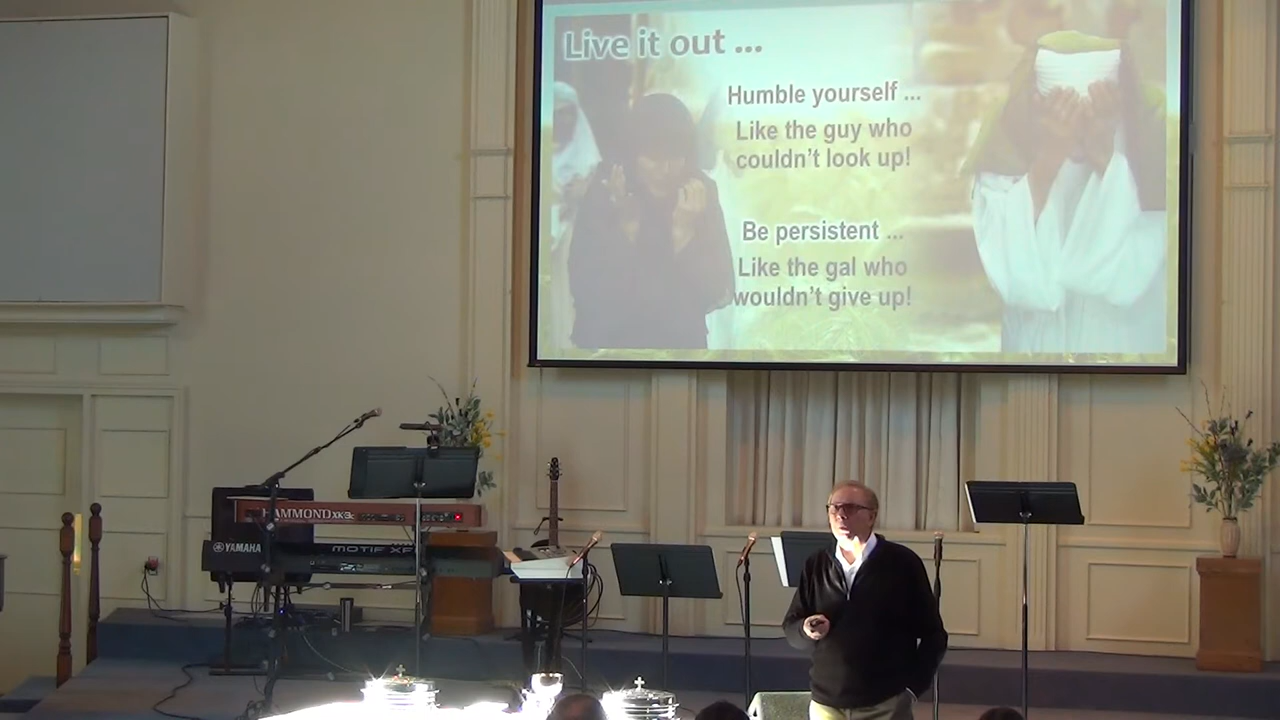 Live it out ...
Humble yourself ...
Like the guy who
couldn't look up!
Be persistent ...
Like the gal who
wouldn't give up!
HAMMOND XK3c
YAMAHA
MOTIF XF